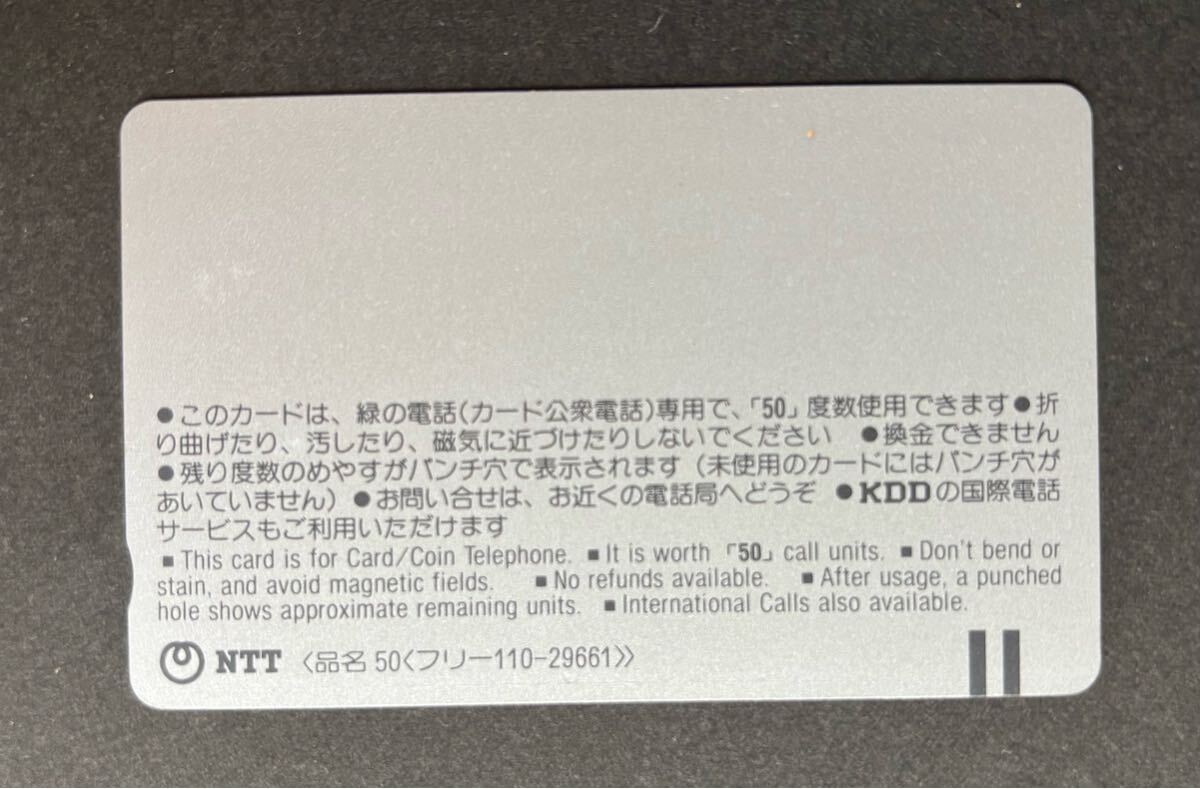 ●このカードは、緑の電話(カード公衆電話)専用で、「50」度数使用できます●折
り曲げたり、汚したり、磁気に近づけたりしないでください ●換金できません
●残り度数のめやすがパンチ穴で表示されます(未使用のカードにはパンチ穴が
あいていません)●お問い合せは、お近くの電話局へどうぞ ●KDDの国際電話
サービスもご利用いただけます
■ This card is for Card/Coin Telephone. ■ It is worth 「50」 call units. ■ Don't bend or
stain, and avoid magnetic fields. ■ No refunds available. ■ After usage, a punched
hole shows approximate remaining units. ■ International Calls also available.
NTT 〈品名 50〈フリー110-29661〉〉